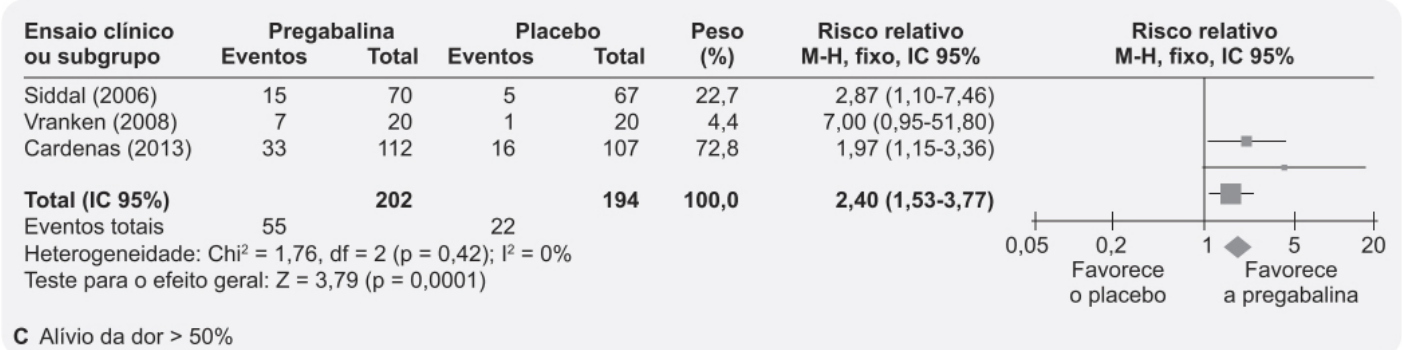 Ensaio clínico Pregabalina Placebo Peso Risco relativo Risco relativo
ou subgrupo Eventos Total Eventos Total (%) M-H, fixo, IC 95% M-H, fixo, IC 95%
Siddal (2006) 15 70 5 67 22,7 2,87 (1,10-7,46)
Vranken (2008) 7 20 1 20 4,4 7,00 (0,95-51,80)
Cardenas (2013) 33 112 16 107 72,8 1,97 (1,15-3,36)
Total (IC 95%) 202 194 100,0 2,40 (1,53-3,77)
Eventos totais 55 22
Heterogeneidade: Chi² = 1,76, df = 2 (p = 0,42); I² = 0%
Teste para o efeito geral: Z = 3,79 (p = 0,0001)
0,05 0,2 1 5 20
Favorece Favorece
o placebo a pregabalina
C Alívio da dor > 50%